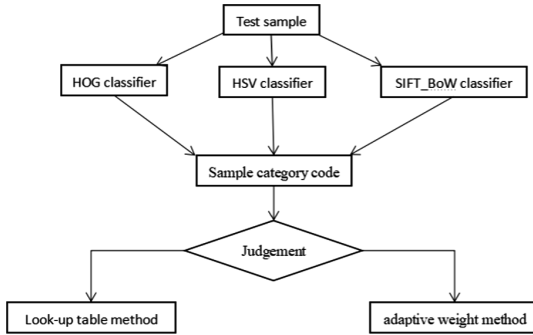 Test sample
HOG classifier
HSV classifier
SIFT_BoW classifier
Sample category code
Judgement
Look-up table method
adaptive weight method